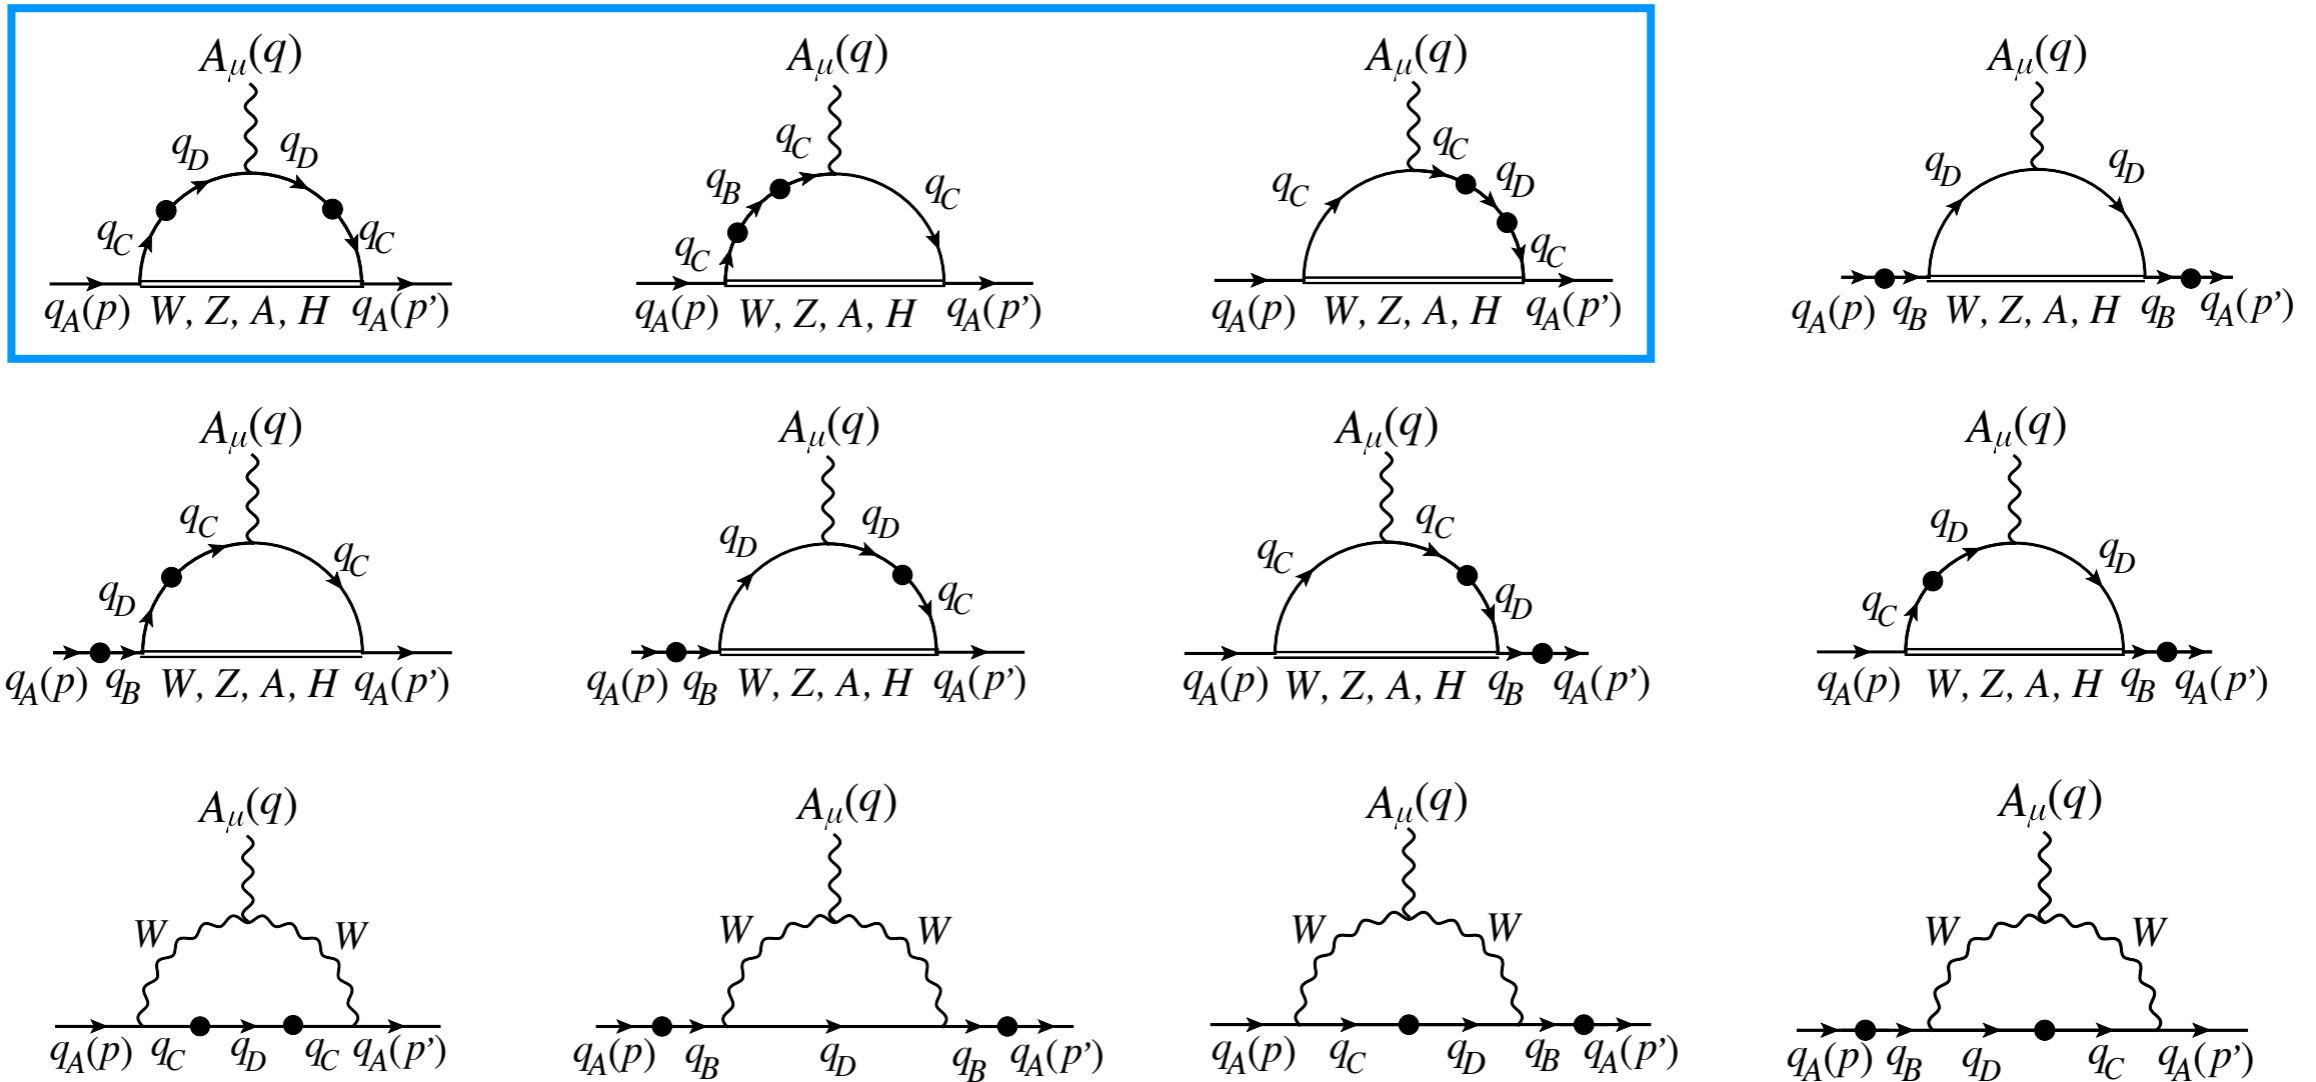 A_μ(q) A_μ(q) A_μ(q) A_μ(q)
q_D q_D q_C q_C q_D q_D
q_B q_C q_C q_D
q_C q_C q_C q_C
q_A(p) W, Z, A, H q_A(p') q_A(p) W, Z, A, H q_A(p') q_A(p) W, Z, A, H q_A(p') q_A(p) q_B W, Z, A, H q_B q_A(p')
A_μ(q) A_μ(q) A_μ(q) A_μ(q)
q_C q_C q_D q_D q_C q_C q_D q_D
q_D q_C q_D q_C
q_A(p) q_B W, Z, A, H q_A(p') q_A(p) q_B W, Z, A, H q_A(p') q_A(p) W, Z, A, H q_B q_A(p') q_A(p) W, Z, A, H q_B q_A(p')
A_μ(q) A_μ(q) A_μ(q) A_μ(q)
W W W W W W W W
q_A(p) q_C q_D q_C q_A(p') q_A(p) q_B q_D q_B q_A(p') q_A(p) q_C q_D q_B q_A(p') q_A(p) q_B q_D q_C q_A(p')